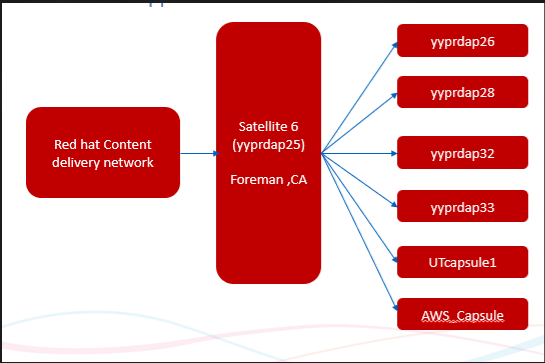 Red hat Content
delivery network
Satellite 6
(yyprdap25)
Foreman ,CA
yyprdap26
yyprdap28
yyprdap32
yyprdap33
UTcapsule1
AWS_Capsule